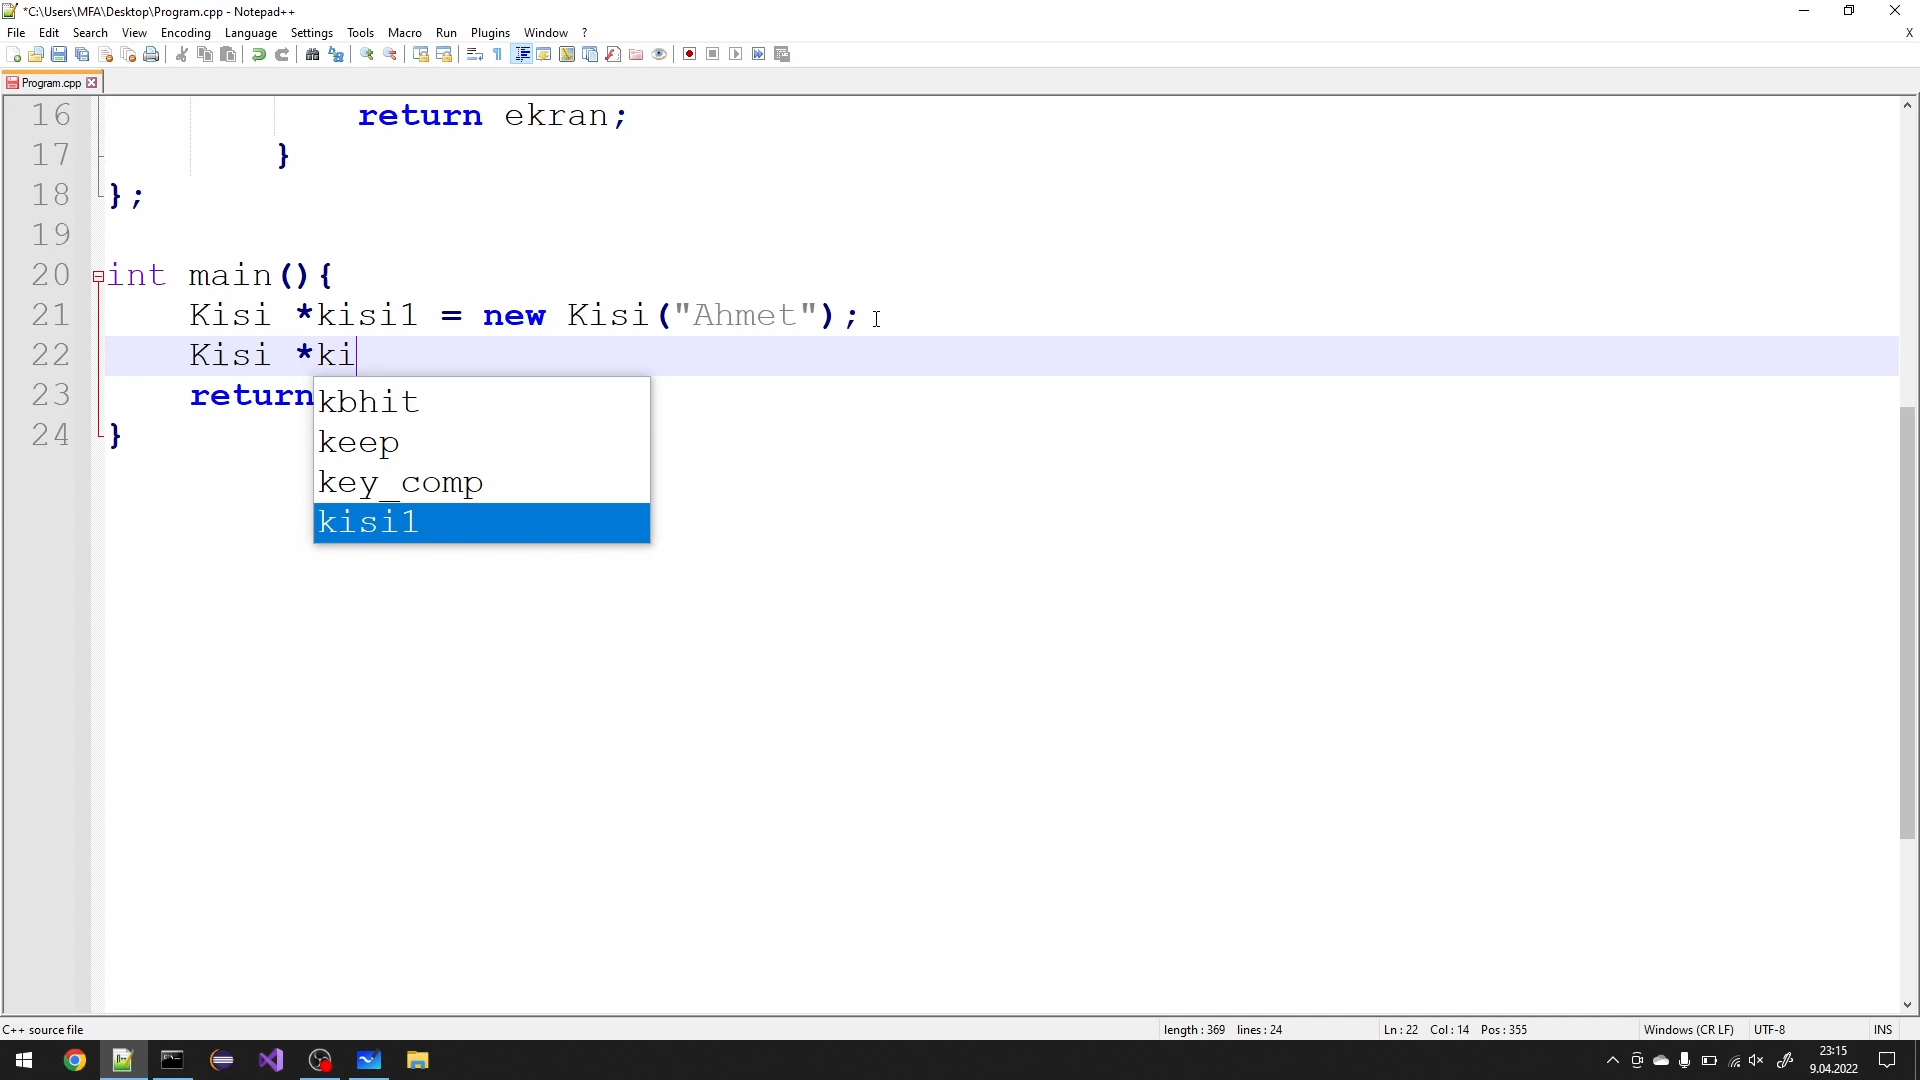 *C:\Users\MFA\Desktop\Program.cpp - Notepad++
File Edit Search View Encoding Language Settings Tools Macro Run Plugins Window ? X
Program.cpp
16 return ekran;
17 }
18 };
19
20 int main(){
21 Kisi *kisi1 = new Kisi("Ahmet");
22 Kisi *ki
23 return
24 }
kbhit
keep
key_comp
kisi1
C++ source file length : 369 lines : 24 Ln : 22 Col : 14 Pos : 355 Windows (CR LF) UTF-8 INS
23:15
9.04.2022